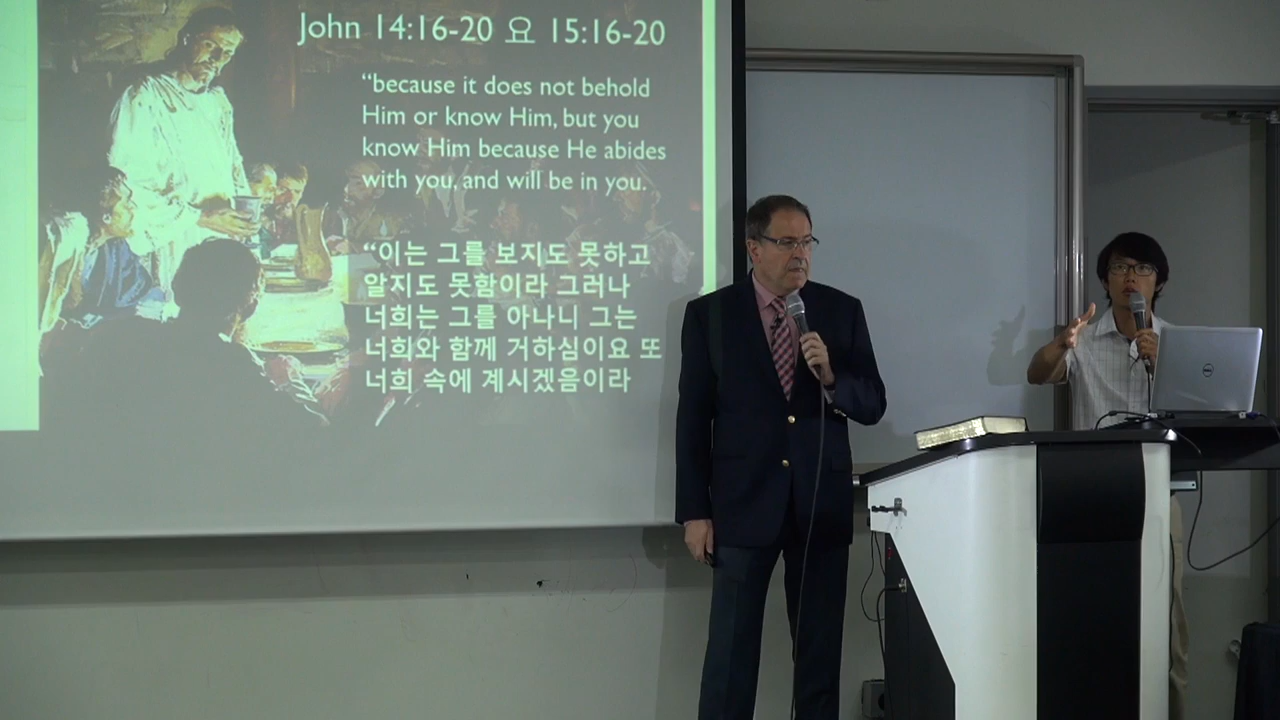 John 14:16-20 요 15:16-20
“because it does not behold
Him or know Him, but you
know Him because He abides
with you, and will be in you.
“이는 그를 보지도 못하고
알지도 못함이라 그러나
너희는 그를 아나니 그는
너희와 함께 거하심이요 또
너희 속에 계시겠음이라
DELL